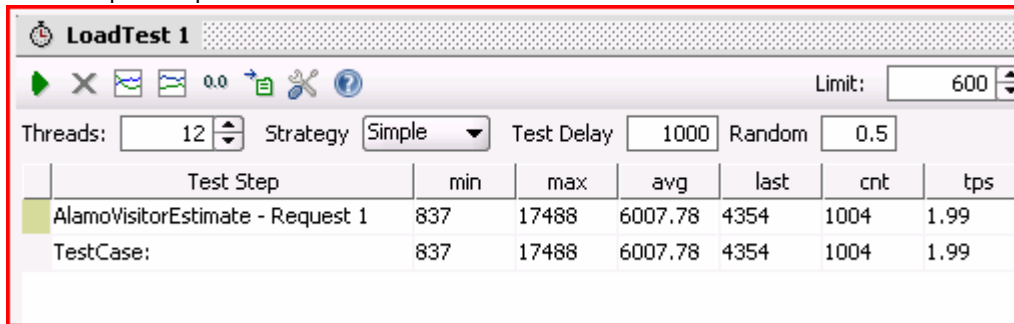 LoadTest 1
0.0 Limit: 600
Threads: 12 Strategy Simple Test Delay 1000 Random 0.5
Test Step min max avg last cnt tps
AlamoVisitorEstimate - Request 1 837 17488 6007.78 4354 1004 1.99
TestCase: 837 17488 6007.78 4354 1004 1.99